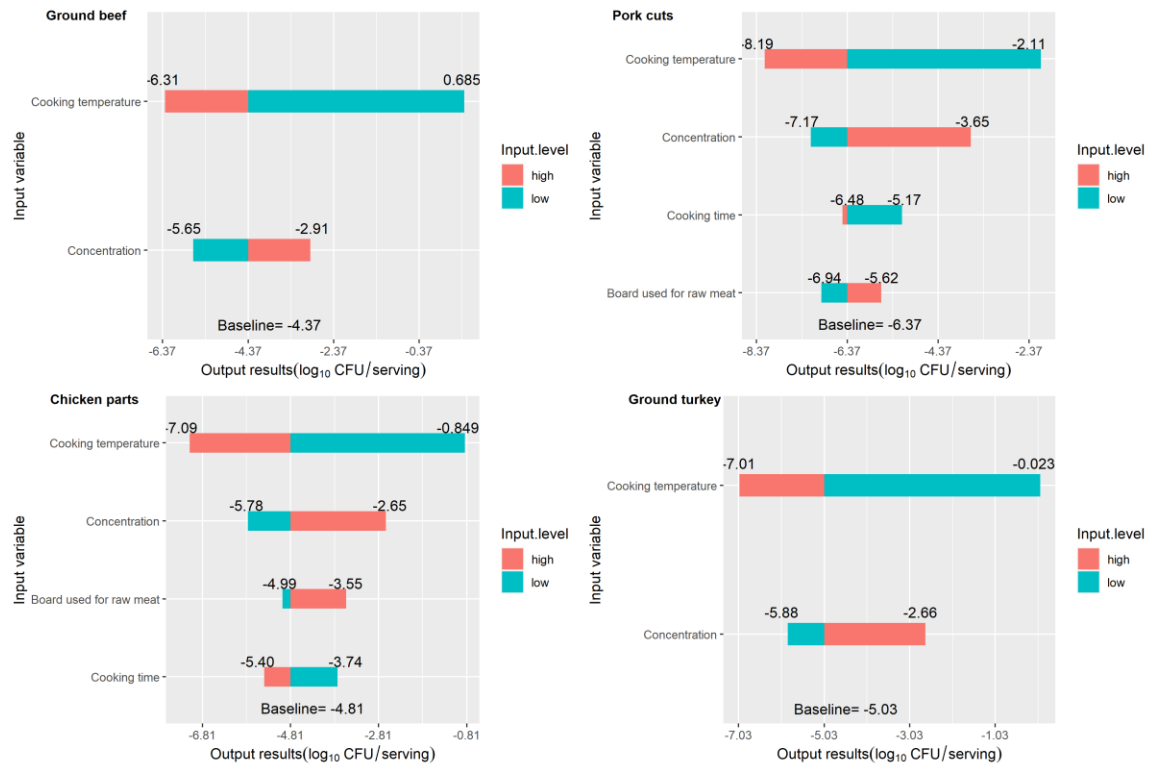 Ground beef
-6.31
0.685
Cooking temperature
-5.65
-2.91
Concentration
Baseline= -4.37
-6.37
-4.37
-2.37
-0.37
Output results(log10 CFU/serving)
Input variable
Input.level
high
low
Pork cuts
-8.19
-2.11
Cooking temperature
-7.17
-3.65
Concentration
-6.48
-5.17
Cooking time
-6.94
-5.62
Board used for raw meat
Baseline= -6.37
-8.37
-6.37
-4.37
-2.37
Output results(log10 CFU/serving)
Input variable
Input.level
high
low
Chicken parts
-7.09
-0.849
Cooking temperature
-5.78
-2.65
Concentration
-4.99
-3.55
Board used for raw meat
-5.40
-3.74
Cooking time
Baseline= -4.81
-6.81
-4.81
-2.81
-0.81
Output results(log10 CFU/serving)
Input variable
Input.level
high
low
Ground turkey
-7.01
-0.023
Cooking temperature
-5.88
-2.66
Concentration
Baseline= -5.03
-7.03
-5.03
-3.03
-1.03
Output results(log10 CFU/serving)
Input variable
Input.level
high
low